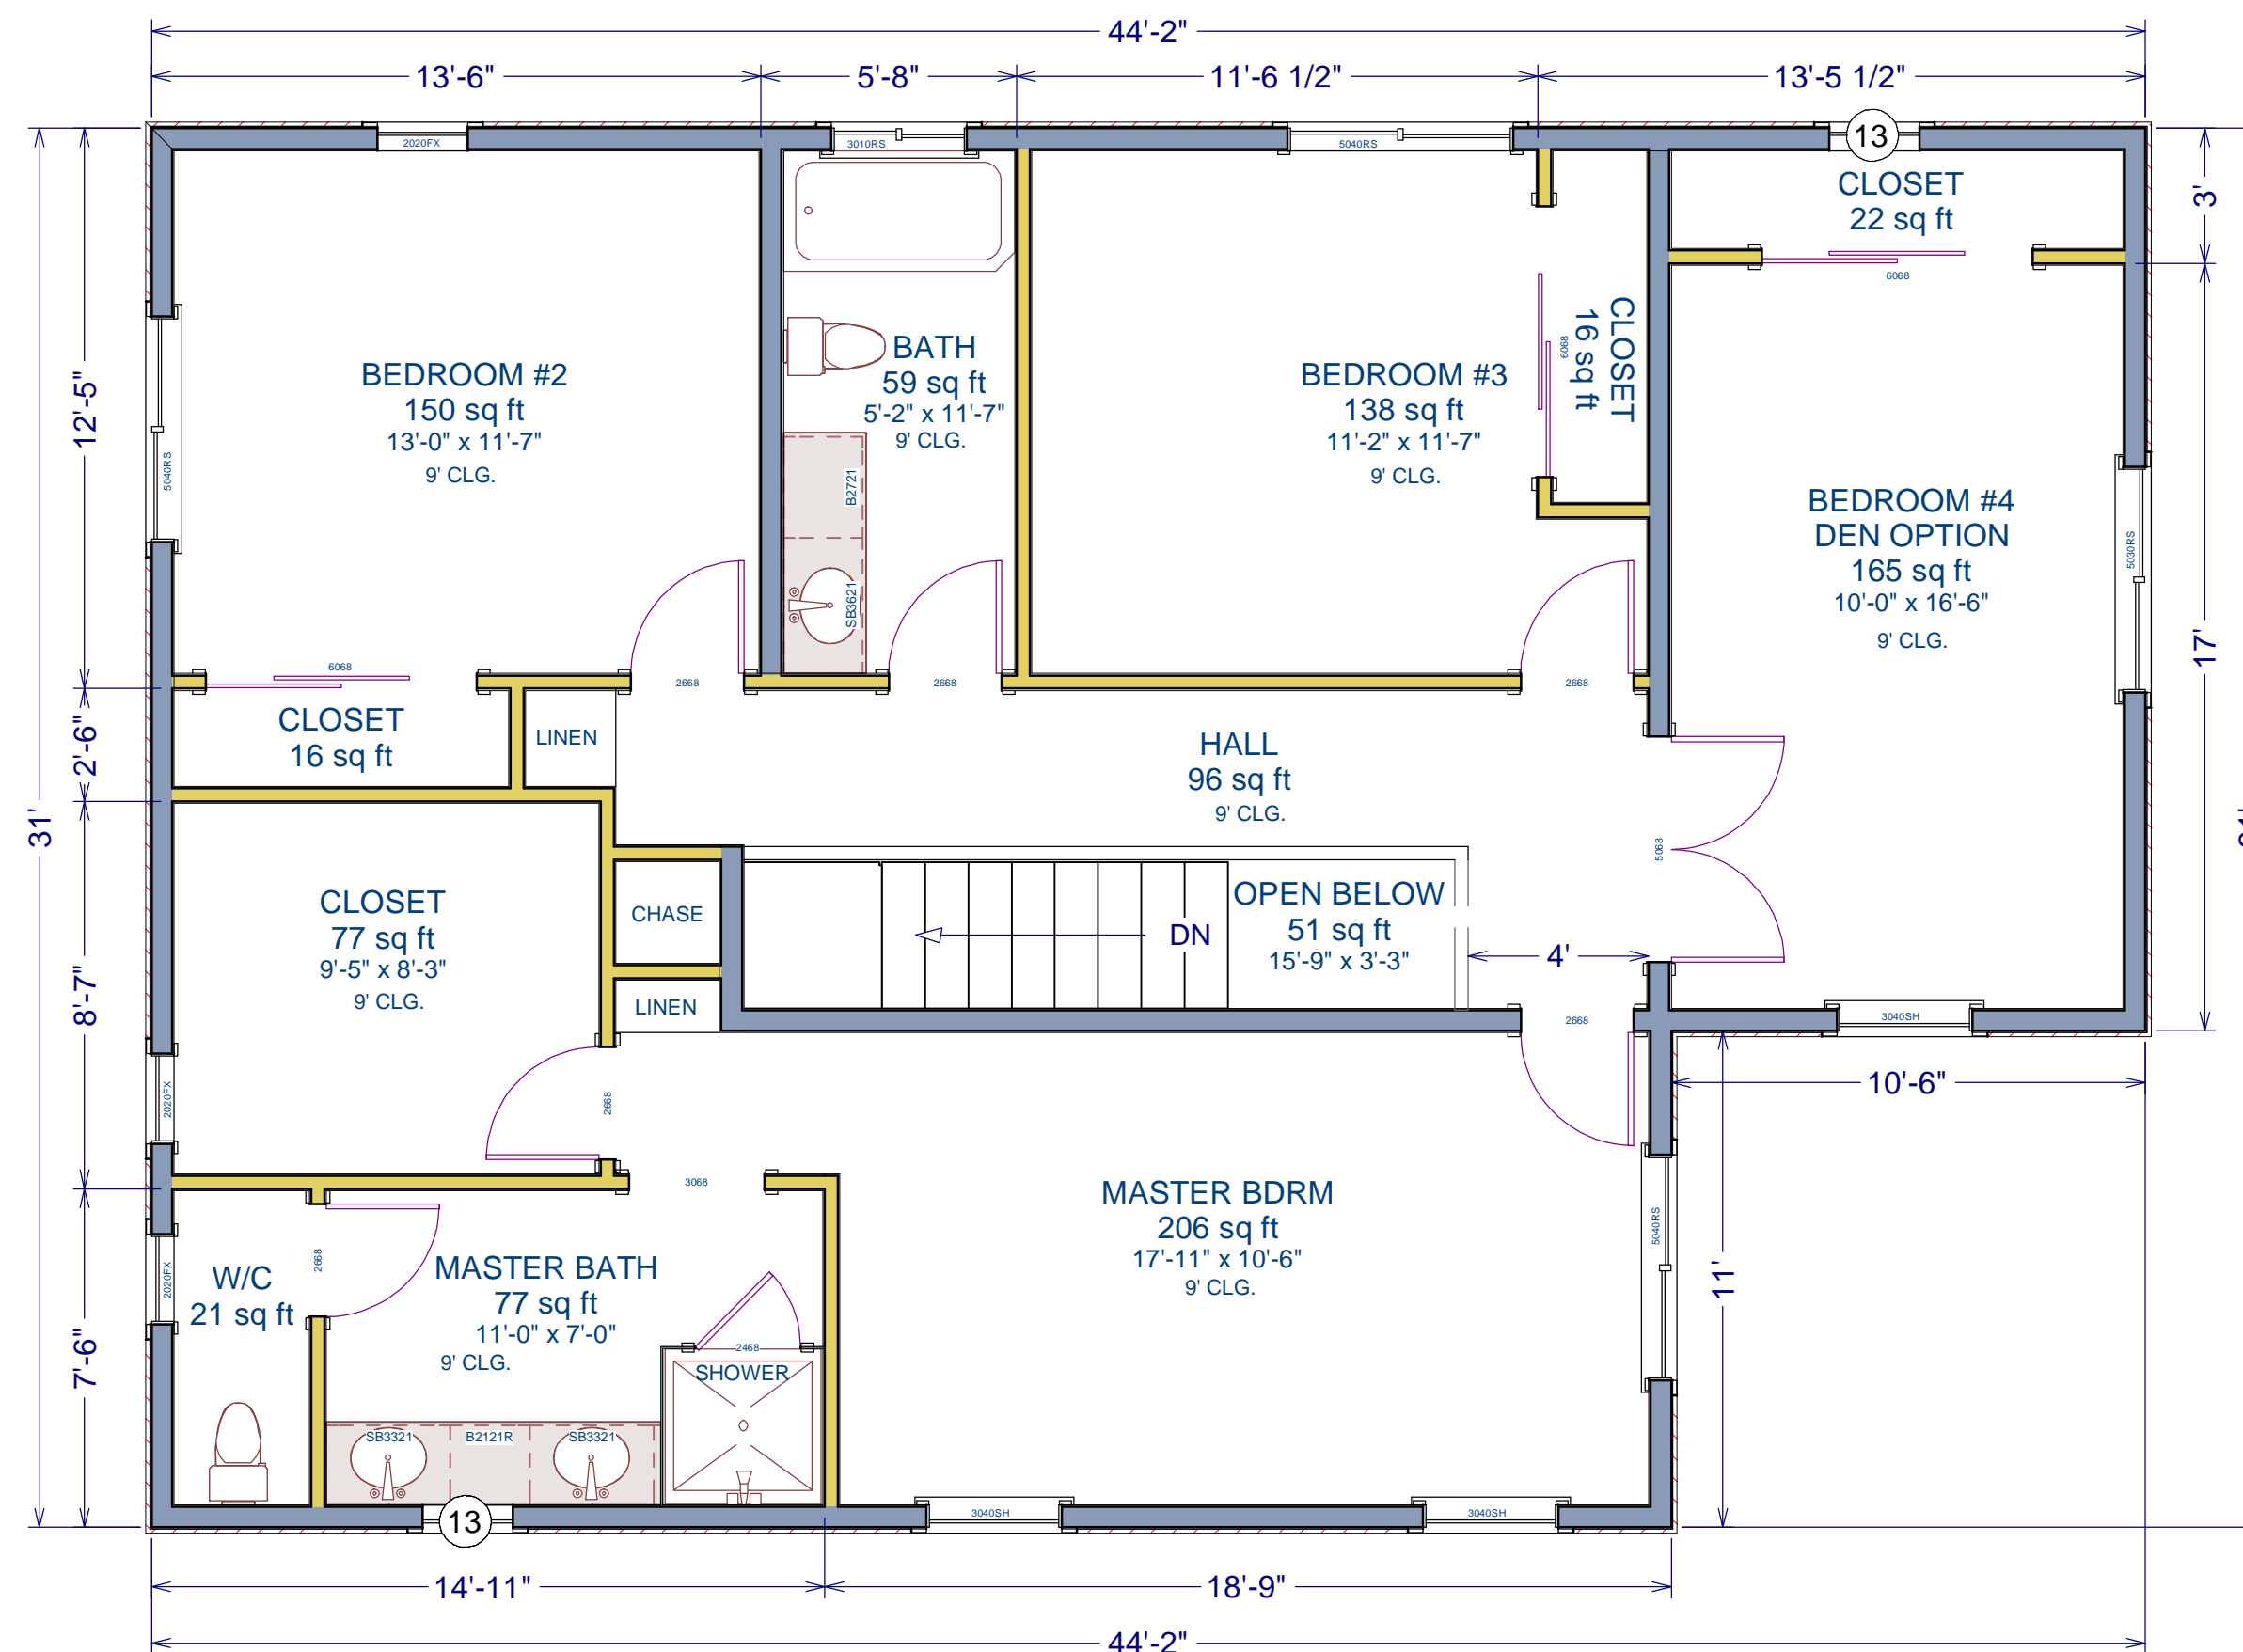 44'-2"
13'-6"
5'-8"
11'-6 1/2"
13'-5 1/2"
2020FX
3010RS
5040RS
13
CLOSET
22 sq ft
6068
3'
12'-5"
5040RS
BEDROOM #2
150 sq ft
13'-0" x 11'-7"
9' CLG.
BATH
59 sq ft
5'-2" x 11'-7"
9' CLG.
B2721
SB3621
BEDROOM #3
138 sq ft
11'-2" x 11'-7"
9' CLG.
6068
CLOSET
16 sq ft
BEDROOM #4
DEN OPTION
165 sq ft
10'-0" x 16'-6"
9' CLG.
5030RS
17'
6068
2668
2668
2668
2'-6"
CLOSET
16 sq ft
LINEN
HALL
96 sq ft
9' CLG.
31'
5068
CLOSET
77 sq ft
9'-5" x 8'-3"
9' CLG.
CHASE
LINEN
DN
OPEN BELOW
51 sq ft
15'-9" x 3'-3"
4'
8'-7"
2668
3040SH
10'-6"
2020FX
2668
3068
MASTER BDRM
206 sq ft
17'-11" x 10'-6"
9' CLG.
5040RS
11'
7'-6"
2020FX
W/C
21 sq ft
2668
MASTER BATH
77 sq ft
11'-0" x 7'-0"
9' CLG.
2468
SHOWER
SB3321
B2121R
SB3321
13
3040SH
3040SH
14'-11"
18'-9"
44'-2"